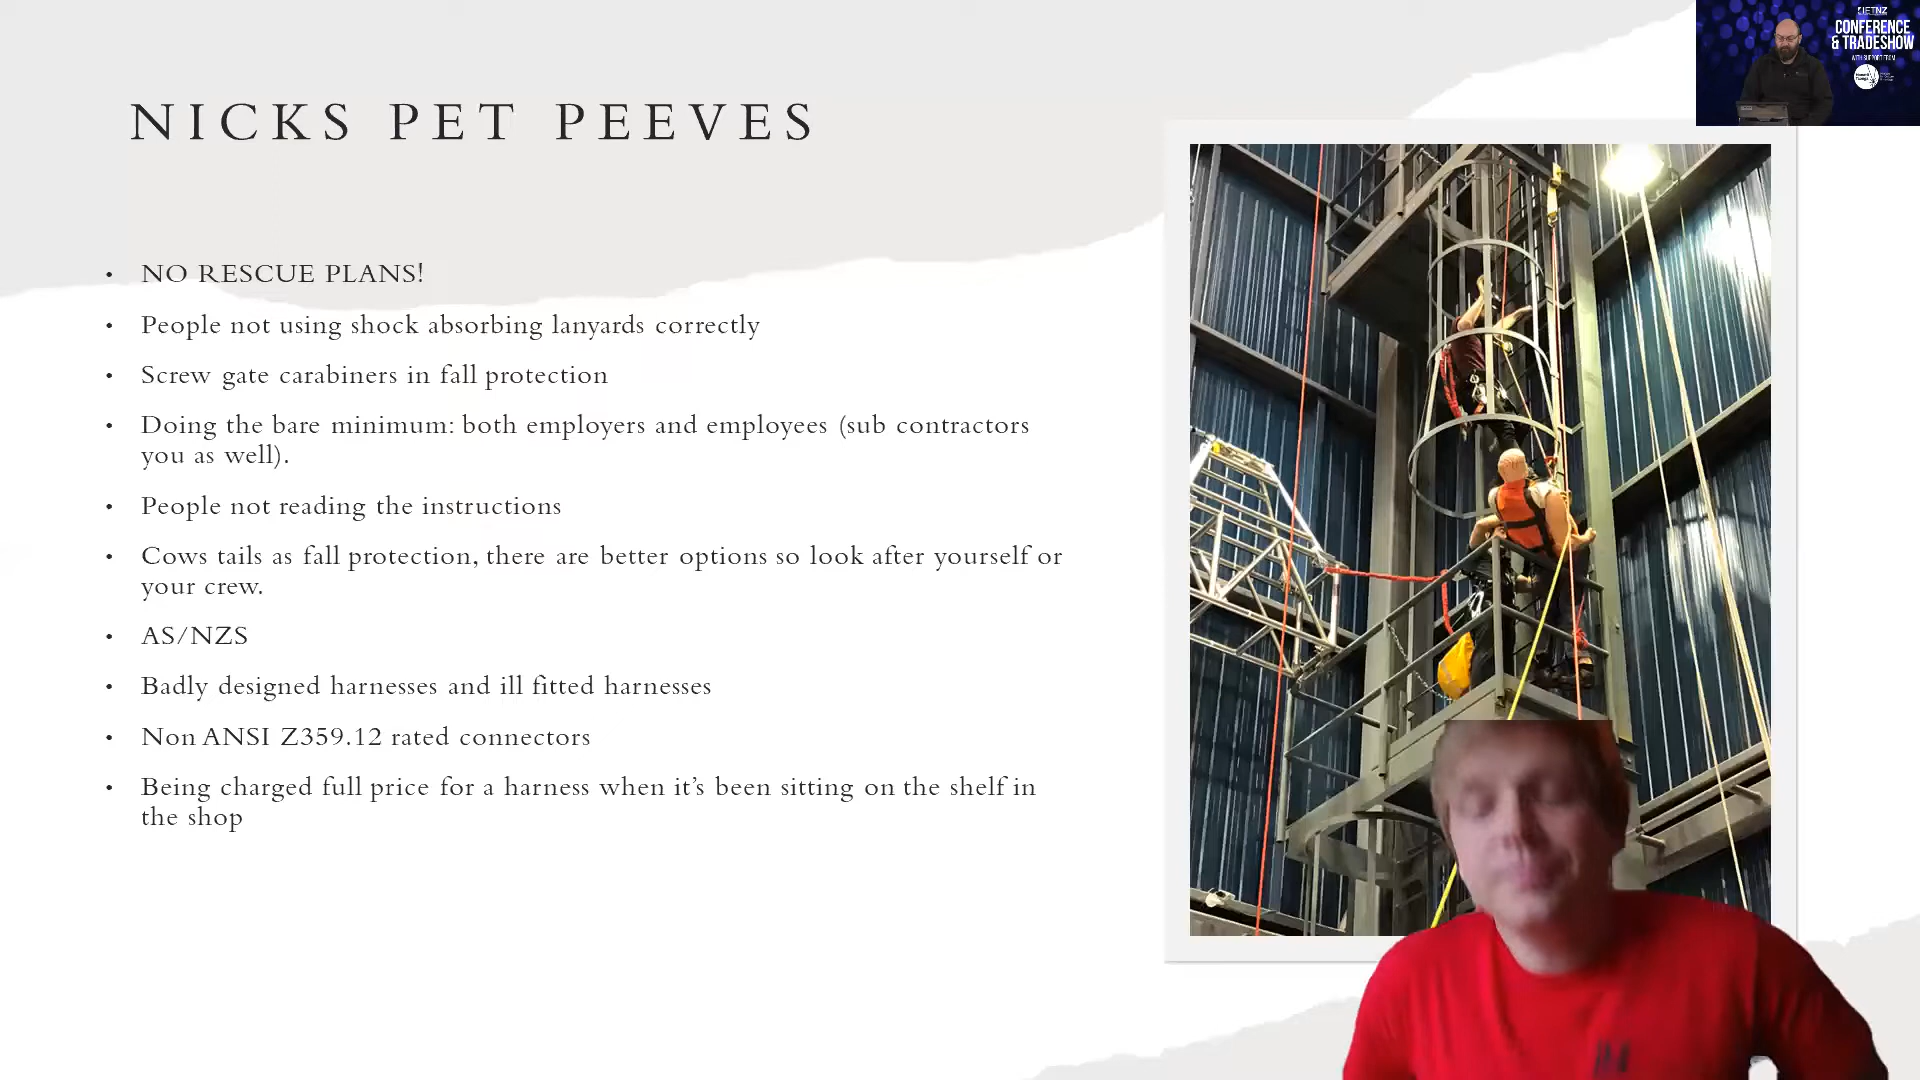 NICKS PET PEEVES
• NO RESCUE PLANS!
• People not using shock absorbing lanyards correctly
• Screw gate carabiners in fall protection
• Doing the bare minimum: both employers and employees (sub contractors
you as well).
• People not reading the instructions
• Cows tails as fall protection, there are better options so look after yourself or
your crew.
• AS/NZS
• Badly designed harnesses and ill fitted harnesses
• Non ANSI Z359.12 rated connectors
• Being charged full price for a harness when it’s been sitting on the shelf in
the shop
ETNZ
CONFERENCE
& TRADESHOW
WITH SUPPORT FROM